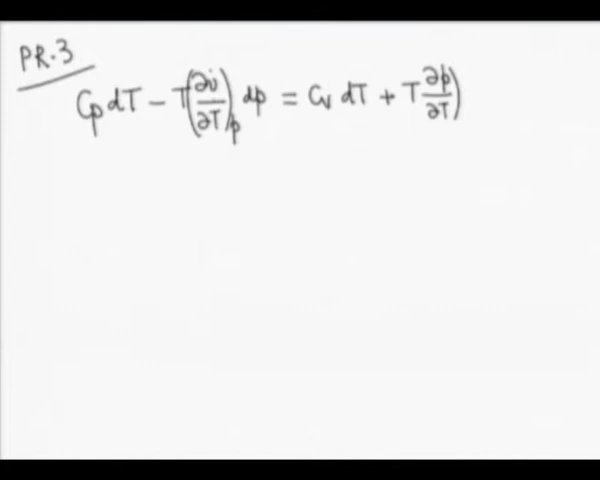 PR.3
Cp dT − T(∂v/∂T)p dp = Cv dT + T ∂p/∂T)